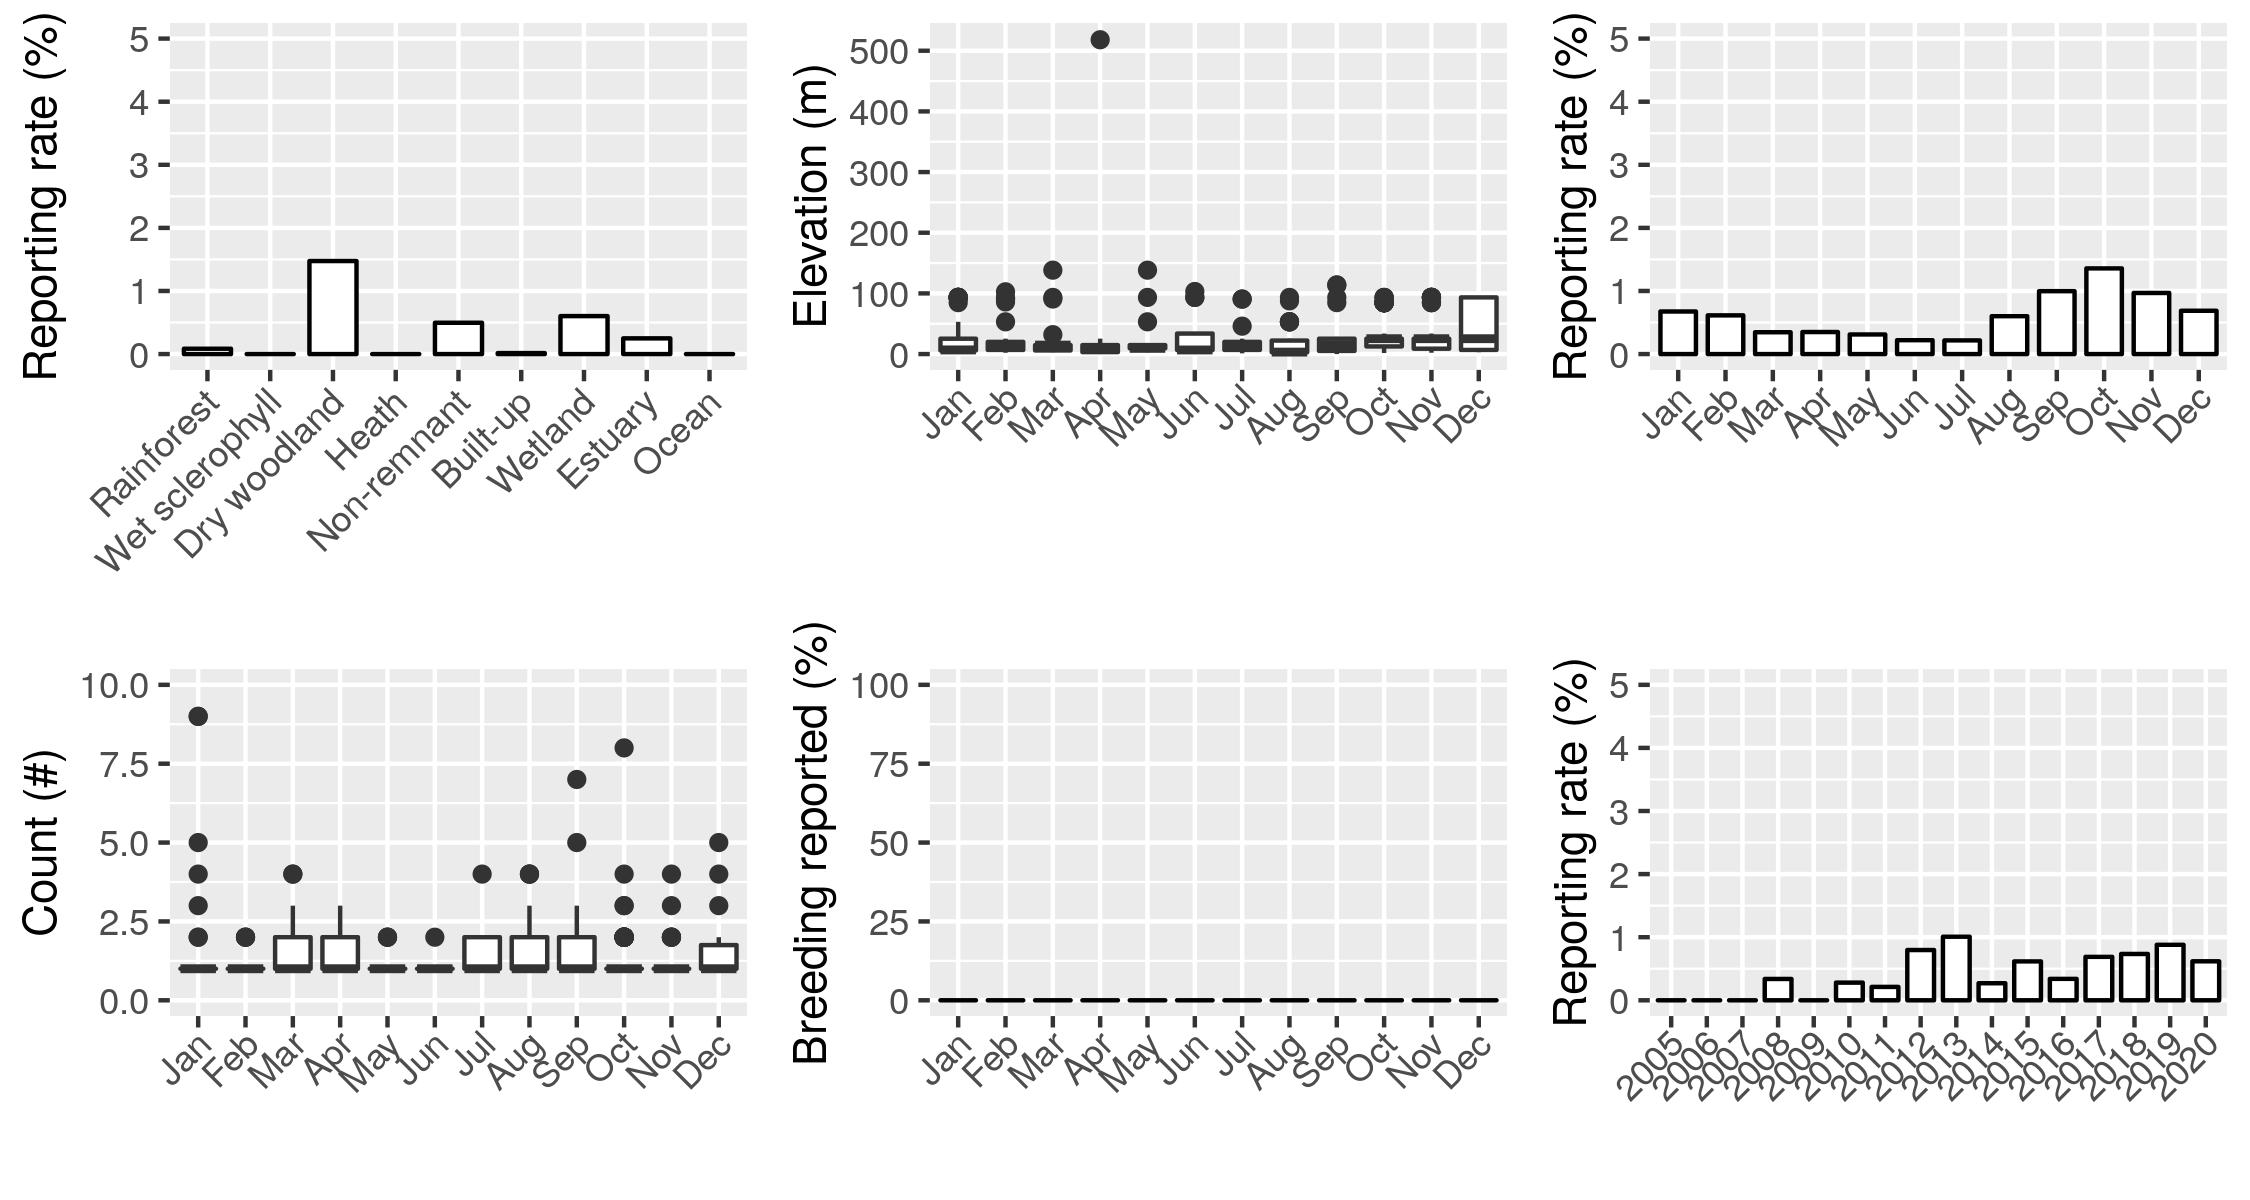 Reporting rate (%)
5
4
3
2
1
0
Rainforest
Wet sclerophyll
Dry woodland
Heath
Non-remnant
Built-up
Wetland
Estuary
Ocean
Elevation (m)
500
400
300
200
100
0
Jan
Feb
Mar
Apr
May
Jun
Jul
Aug
Sep
Oct
Nov
Dec
Reporting rate (%)
5
4
3
2
1
0
Jan
Feb
Mar
Apr
May
Jun
Jul
Aug
Sep
Oct
Nov
Dec
Count (#)
10.0
7.5
5.0
2.5
0.0
Jan
Feb
Mar
Apr
May
Jun
Jul
Aug
Sep
Oct
Nov
Dec
Breeding reported (%)
100
75
50
25
0
Jan
Feb
Mar
Apr
May
Jun
Jul
Aug
Sep
Oct
Nov
Dec
Reporting rate (%)
5
4
3
2
1
0
2005
2006
2007
2008
2009
2010
2011
2012
2013
2014
2015
2016
2017
2018
2019
2020